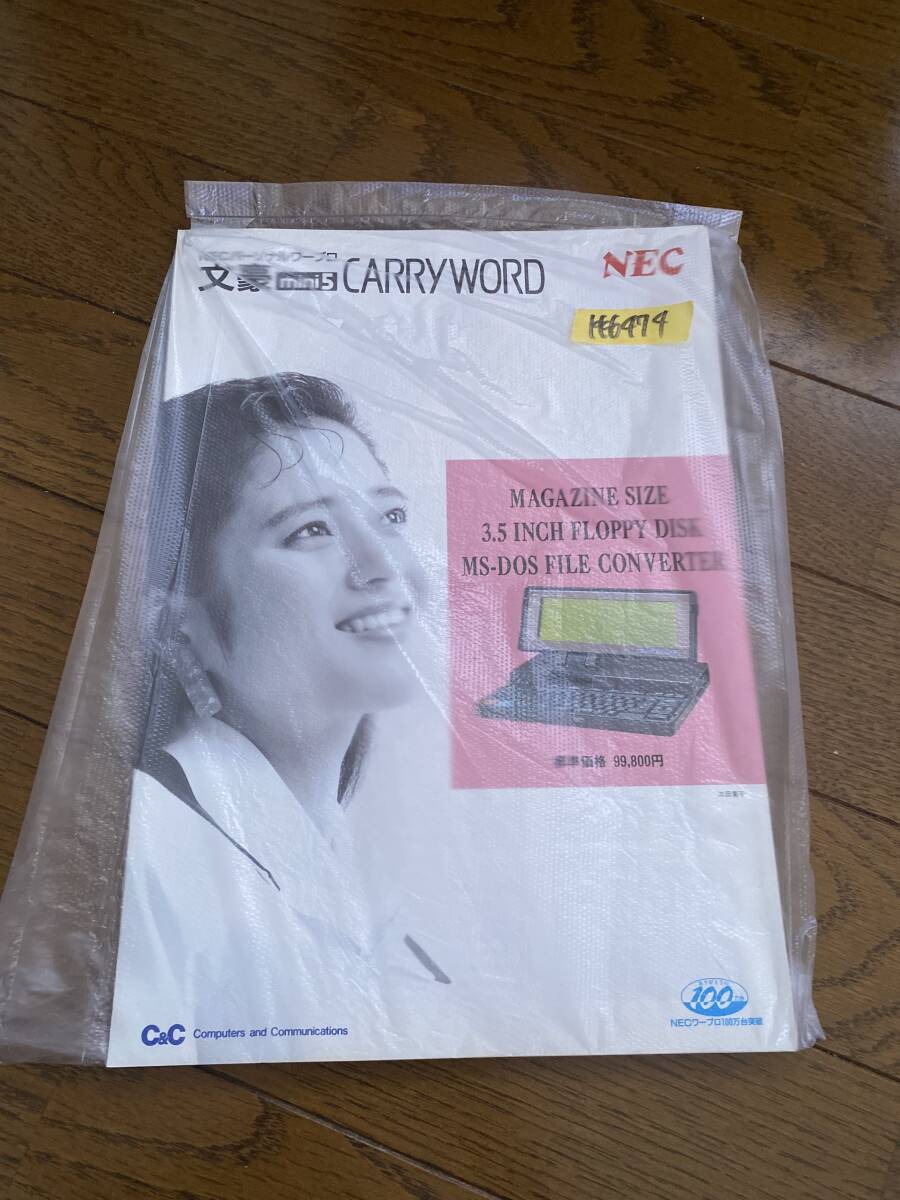 NECパーソナルワープロ
文豪 mini5 CARRYWORD
NEC
H6474
MAGAZINE SIZE
3.5 INCH FLOPPY DISK
MS-DOS FILE CONVERTER
標準価格 99,800円
C&C Computers and Communications
100
NECワープロ100万台突破